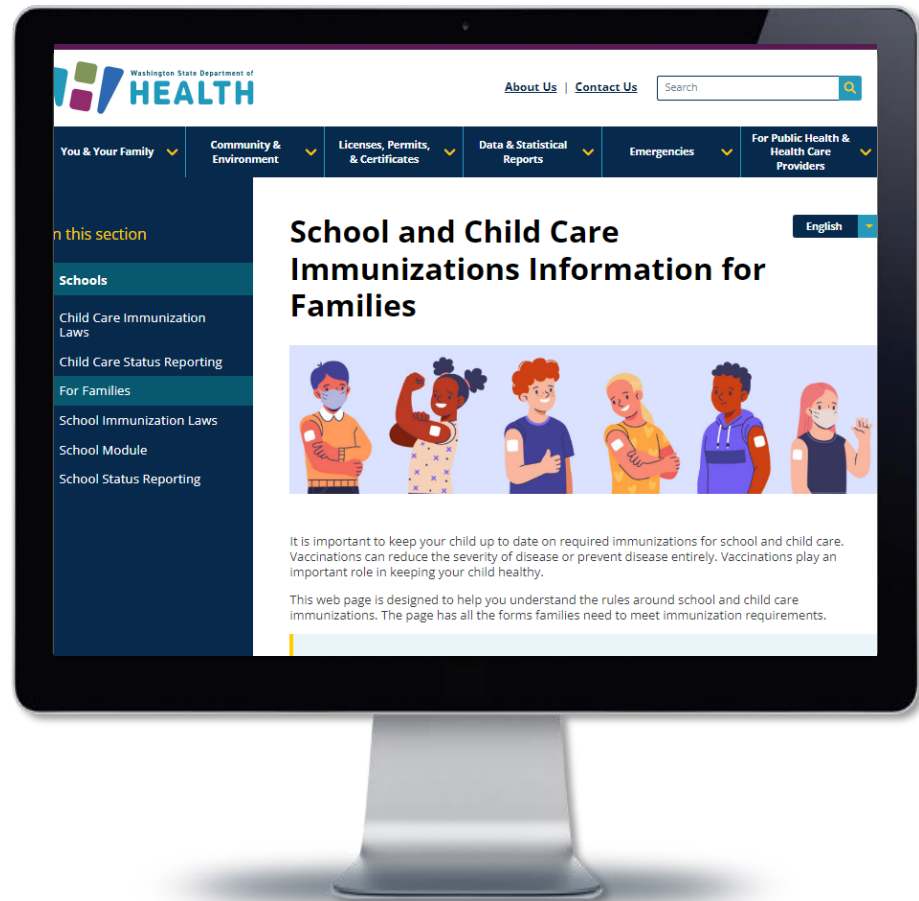 Washington State Department of
HEALTH
About Us | Contact Us
Search
You & Your Family
Community &
Environment
Licenses, Permits,
& Certificates
Data & Statistical
Reports
Emergencies
For Public Health &
Health Care
Providers
n this section
Schools
Child Care Immunization
Laws
Child Care Status Reporting
For Families
School Immunization Laws
School Module
School Status Reporting
English
School and Child Care
Immunizations Information for
Families
It is important to keep your child up to date on required immunizations for school and child care.
Vaccinations can reduce the severity of disease or prevent disease entirely. Vaccinations play an
important role in keeping your child healthy.
This web page is designed to help you understand the rules around school and child care
immunizations. The page has all the forms families need to meet immunization requirements.